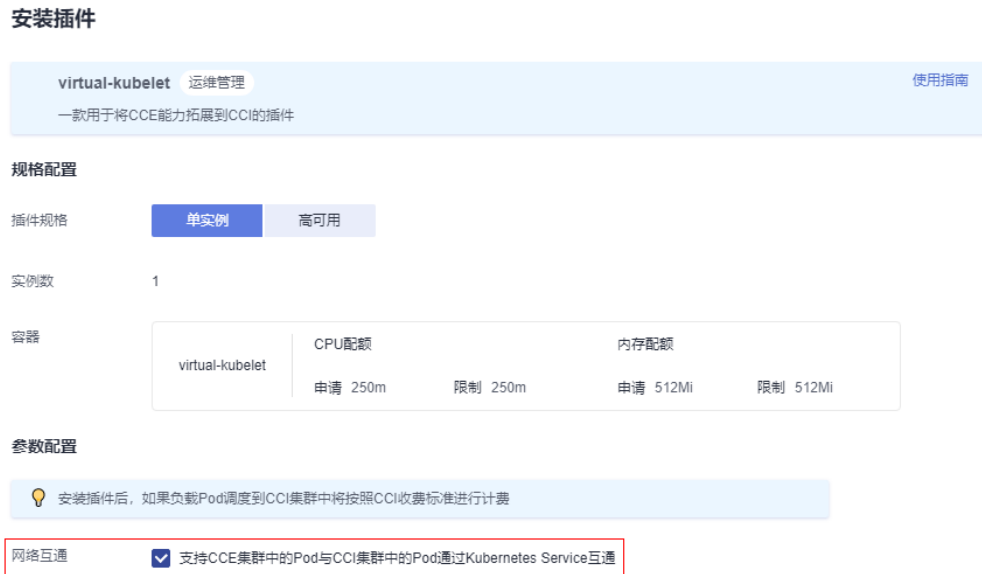 安装插件
virtual-kubelet 运维管理 使用指南
一款用于将CCE能力拓展到CCI的插件
规格配置
插件规格 单实例 高可用
实例数 1
容器 virtual-kubelet CPU配额 内存配额
申请 250m 限制 250m 申请 512Mi 限制 512Mi
参数配置
安装插件后，如果负载Pod调度到CCI集群中将按照CCI收费标准进行计费
网络互通 支持CCE集群中的Pod与CCI集群中的Pod通过Kubernetes Service互通